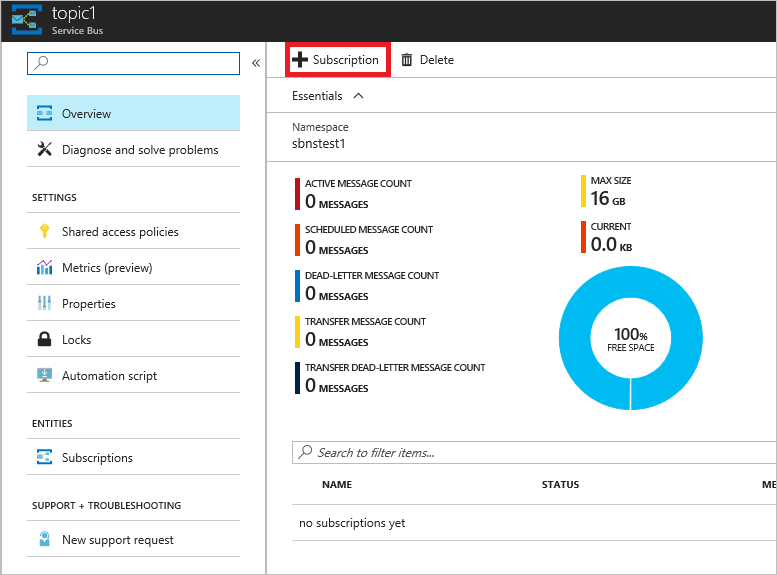 topic1
Service Bus
«
Overview
Diagnose and solve problems
SETTINGS
Shared access policies
Metrics (preview)
Properties
Locks
Automation script
ENTITIES
Subscriptions
SUPPORT + TROUBLESHOOTING
New support request
Subscription Delete
Essentials
Namespace
sbnstest1
ACTIVE MESSAGE COUNT
0 MESSAGES
SCHEDULED MESSAGE COUNT
0 MESSAGES
DEAD-LETTER MESSAGE COUNT
0 MESSAGES
TRANSFER MESSAGE COUNT
0 MESSAGES
TRANSFER DEAD-LETTER MESSAGE COUNT
0 MESSAGES
MAX SIZE
16 GB
CURRENT
0.0 KB
100%
FREE SPACE
Search to filter items...
NAME STATUS ME
no subscriptions yet